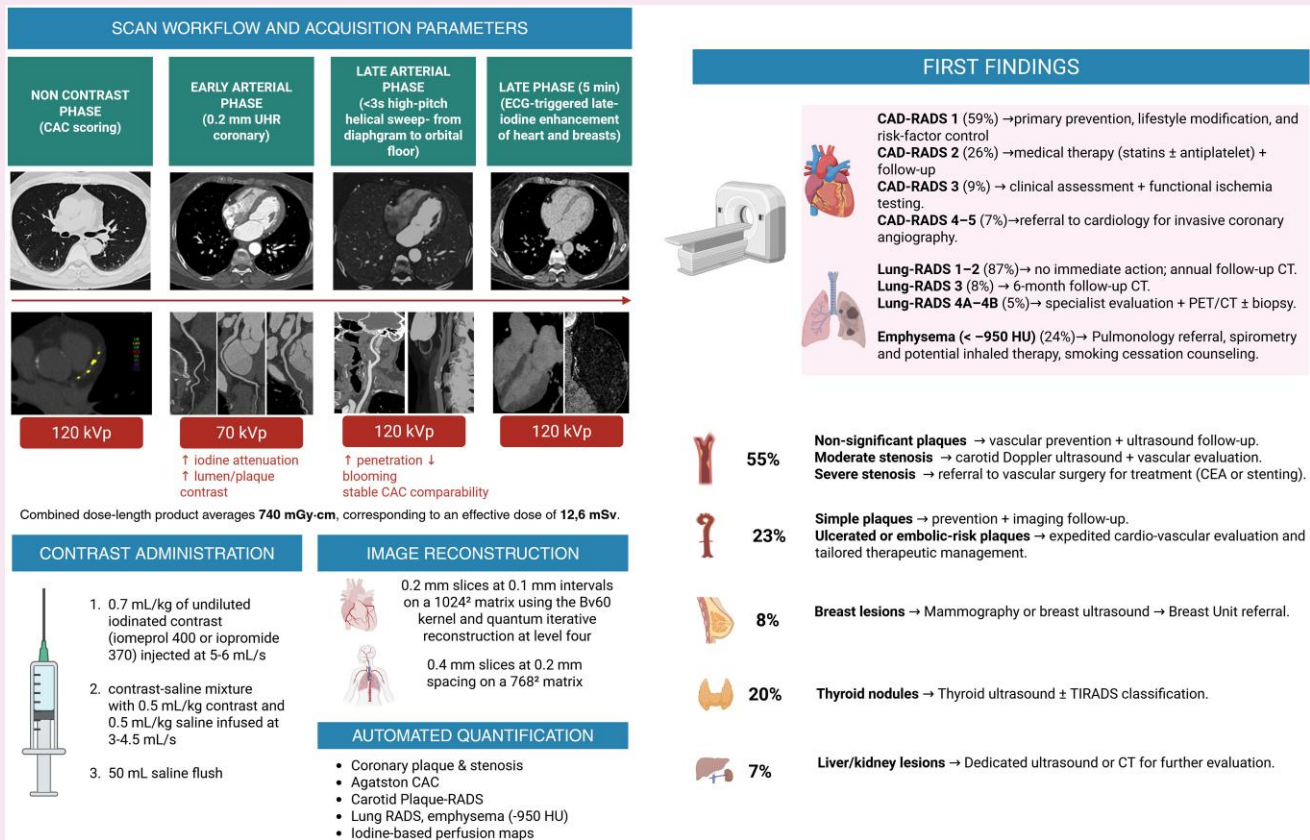 SCAN WORKFLOW AND ACQUISITION PARAMETERS
NON CONTRAST
PHASE
(CAC scoring)
EARLY ARTERIAL
PHASE
(0.2 mm UHR
coronary)
LATE ARTERIAL
PHASE
(<3s high-pitch
helical sweep- from
diaphgram to orbital
floor)
LATE PHASE (5 min)
(ECG-triggered late-
iodine enhancement
of heart and breasts)
120 kVp
70 kVp
120 kVp
120 kVp
↑ iodine attenuation
↑ lumen/plaque
contrast
↑ penetration ↓
blooming
stable CAC comparability
Combined dose-length product averages 740 mGy·cm, corresponding to an effective dose of 12,6 mSv.
CONTRAST ADMINISTRATION
1. 0.7 mL/kg of undiluted
iodinated contrast
(iomeprol 400 or iopromide
370) injected at 5-6 mL/s
2. contrast-saline mixture
with 0.5 mL/kg contrast and
0.5 mL/kg saline infused at
3-4.5 mL/s
3. 50 mL saline flush
IMAGE RECONSTRUCTION
0.2 mm slices at 0.1 mm intervals
on a 1024² matrix using the Bv60
kernel and quantum iterative
reconstruction at level four
0.4 mm slices at 0.2 mm
spacing on a 768² matrix
AUTOMATED QUANTIFICATION
• Coronary plaque & stenosis
• Agatston CAC
• Carotid Plaque-RADS
• Lung RADS, emphysema (-950 HU)
• Iodine-based perfusion maps
FIRST FINDINGS
CAD-RADS 1 (59%) →primary prevention, lifestyle modification, and
risk-factor control
CAD-RADS 2 (26%) →medical therapy (statins ± antiplatelet) +
follow-up
CAD-RADS 3 (9%) → clinical assessment + functional ischemia
testing.
CAD-RADS 4–5 (7%)→referral to cardiology for invasive coronary
angiography.
Lung-RADS 1–2 (87%)→ no immediate action; annual follow-up CT.
Lung-RADS 3 (8%) → 6-month follow-up CT.
Lung-RADS 4A–4B (5%)→ specialist evaluation + PET/CT ± biopsy.
Emphysema (< −950 HU) (24%)→ Pulmonology referral, spirometry
and potential inhaled therapy, smoking cessation counseling.
55%
Non-significant plaques → vascular prevention + ultrasound follow-up.
Moderate stenosis → carotid Doppler ultrasound + vascular evaluation.
Severe stenosis → referral to vascular surgery for treatment (CEA or stenting).
23%
Simple plaques → prevention + imaging follow-up.
Ulcerated or embolic-risk plaques → expedited cardio-vascular evaluation and
tailored therapeutic management.
8%
Breast lesions → Mammography or breast ultrasound → Breast Unit referral.
20%
Thyroid nodules → Thyroid ultrasound ± TIRADS classification.
7%
Liver/kidney lesions → Dedicated ultrasound or CT for further evaluation.